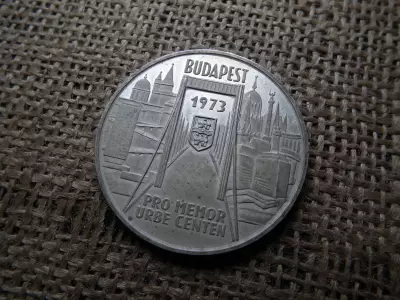 BUDAPEST
1973
PRO MEMOR
URBE CENTEN